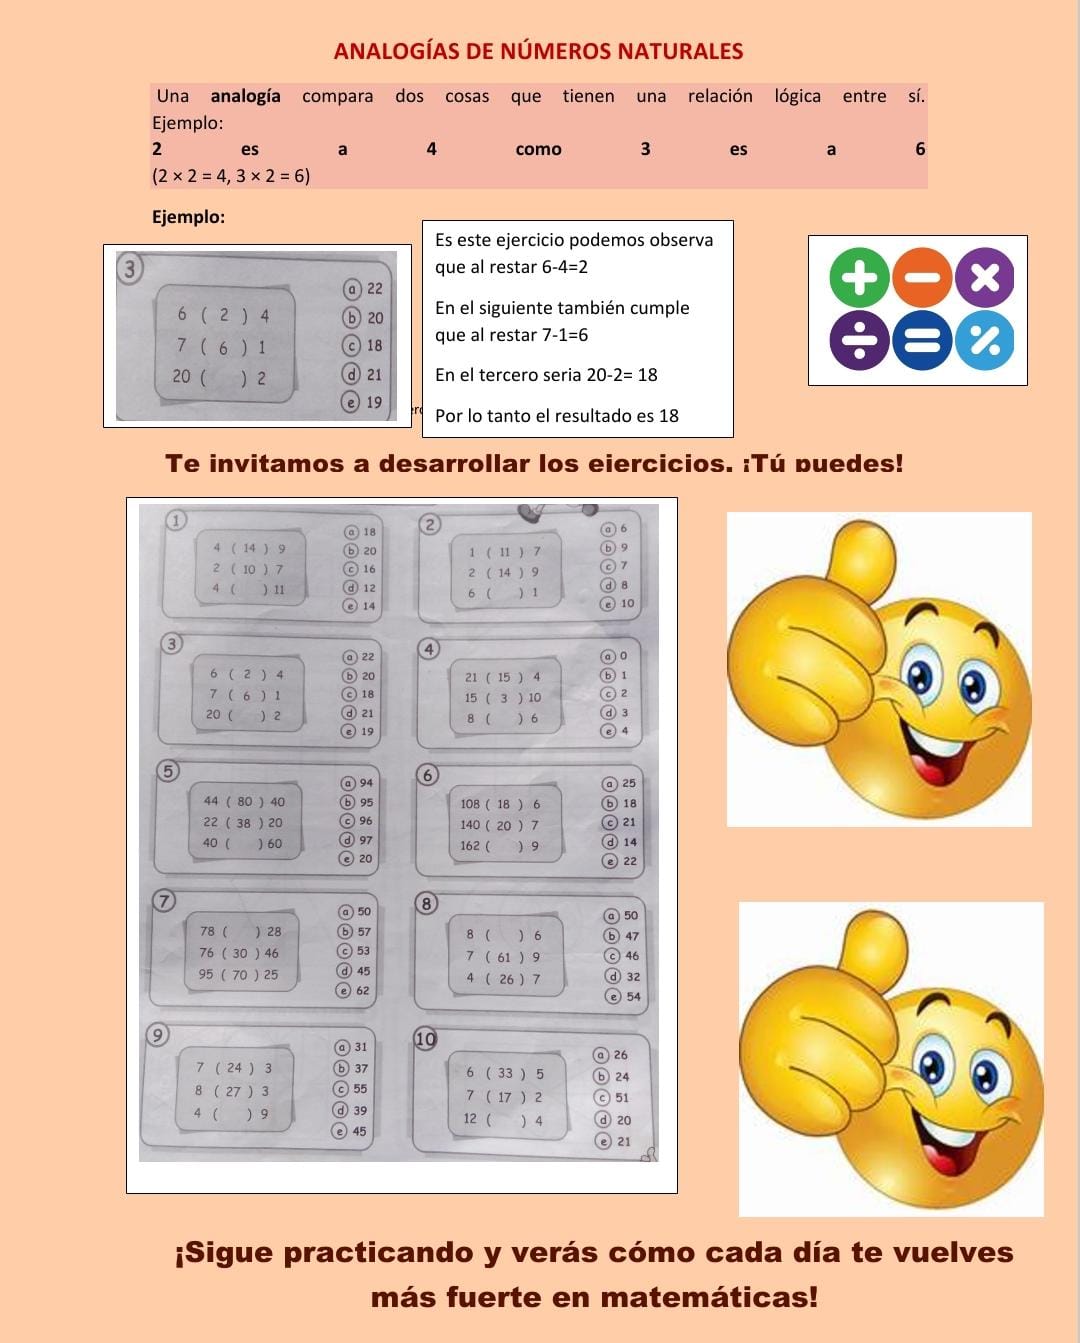 ANALOGÍAS DE NÚMEROS NATURALES
Una analogía compara dos cosas que tienen una relación lógica entre sí.
Ejemplo:
2 es a 4 como 3 es a 6
(2 × 2 = 4, 3 × 2 = 6)
Ejemplo:
3
6 ( 2 ) 4
7 ( 6 ) 1
20 ( ) 2
a 22
b 20
c 18
d 21
e 19
Es este ejercicio podemos observa
que al restar 6-4=2
En el siguiente también cumple
que al restar 7-1=6
En el tercero seria 20-2= 18
Por lo tanto el resultado es 18
Te invitamos a desarrollar los ejercicios. ¡Tú puedes!
1
4 ( 14 ) 9
2 ( 10 ) 7
4 ( ) 11
a 18
b 20
c 16
d 12
e 14
2
1 ( 11 ) 7
2 ( 14 ) 9
6 ( ) 1
a 6
b 9
c 7
d 8
e 10
3
6 ( 2 ) 4
7 ( 6 ) 1
20 ( ) 2
a 22
b 20
c 18
d 21
e 19
4
21 ( 15 ) 4
15 ( 3 ) 10
8 ( ) 6
a 0
b 1
c 2
d 3
e 4
5
44 ( 80 ) 40
22 ( 38 ) 20
40 ( ) 60
a 94
b 95
c 96
d 97
e 20
6
108 ( 18 ) 6
140 ( 20 ) 7
162 ( ) 9
a 25
b 18
c 21
d 14
e 22
7
78 ( ) 28
76 ( 30 ) 46
95 ( 70 ) 25
a 50
b 57
c 53
d 45
e 62
8
8 ( ) 6
7 ( 61 ) 9
4 ( 26 ) 7
a 50
b 47
c 46
d 32
e 54
9
7 ( 24 ) 3
8 ( 27 ) 3
4 ( ) 9
a 31
b 37
c 55
d 39
e 45
10
6 ( 33 ) 5
7 ( 17 ) 2
12 ( ) 4
a 26
b 24
c 51
d 20
e 21
¡Sigue practicando y verás cómo cada día te vuelves
más fuerte en matemáticas!